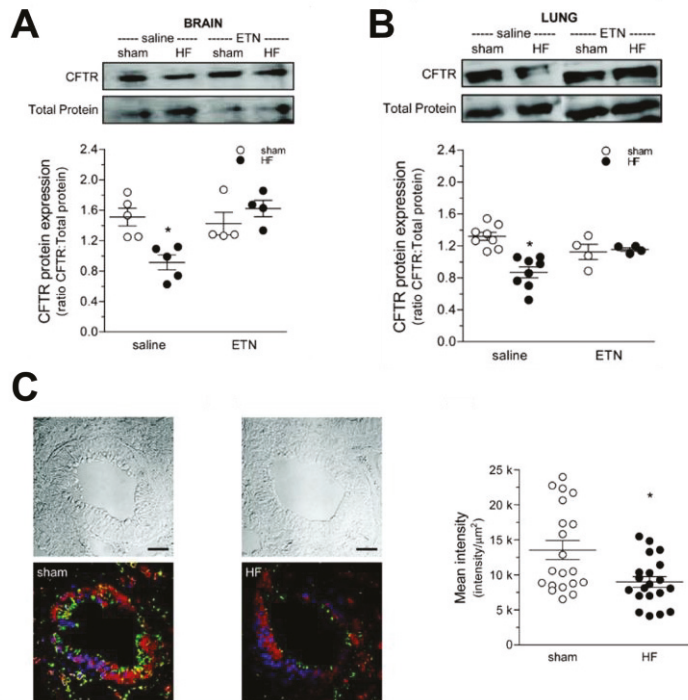 A
BRAIN
----- saline ----- ----- ETN -----
sham HF sham HF
CFTR
Total Protein
CFTR protein expression
(ratio CFTR:Total protein)
2.4
2.0
1.6
1.2
0.8
0.4
0.0
sham
HF
*
saline ETN
B
LUNG
----- saline ----- ----- ETN -----
sham HF sham HF
CFTR
Total Protein
CFTR protein expression
(ratio CFTR:Total protein)
2.4
2.0
1.6
1.2
0.8
0.4
0.0
sham
HF
*
saline ETN
C
sham
HF
Mean intensity
(intensity/µm²)
25 k
20 k
15 k
10 k
5 k
0
*
sham HF